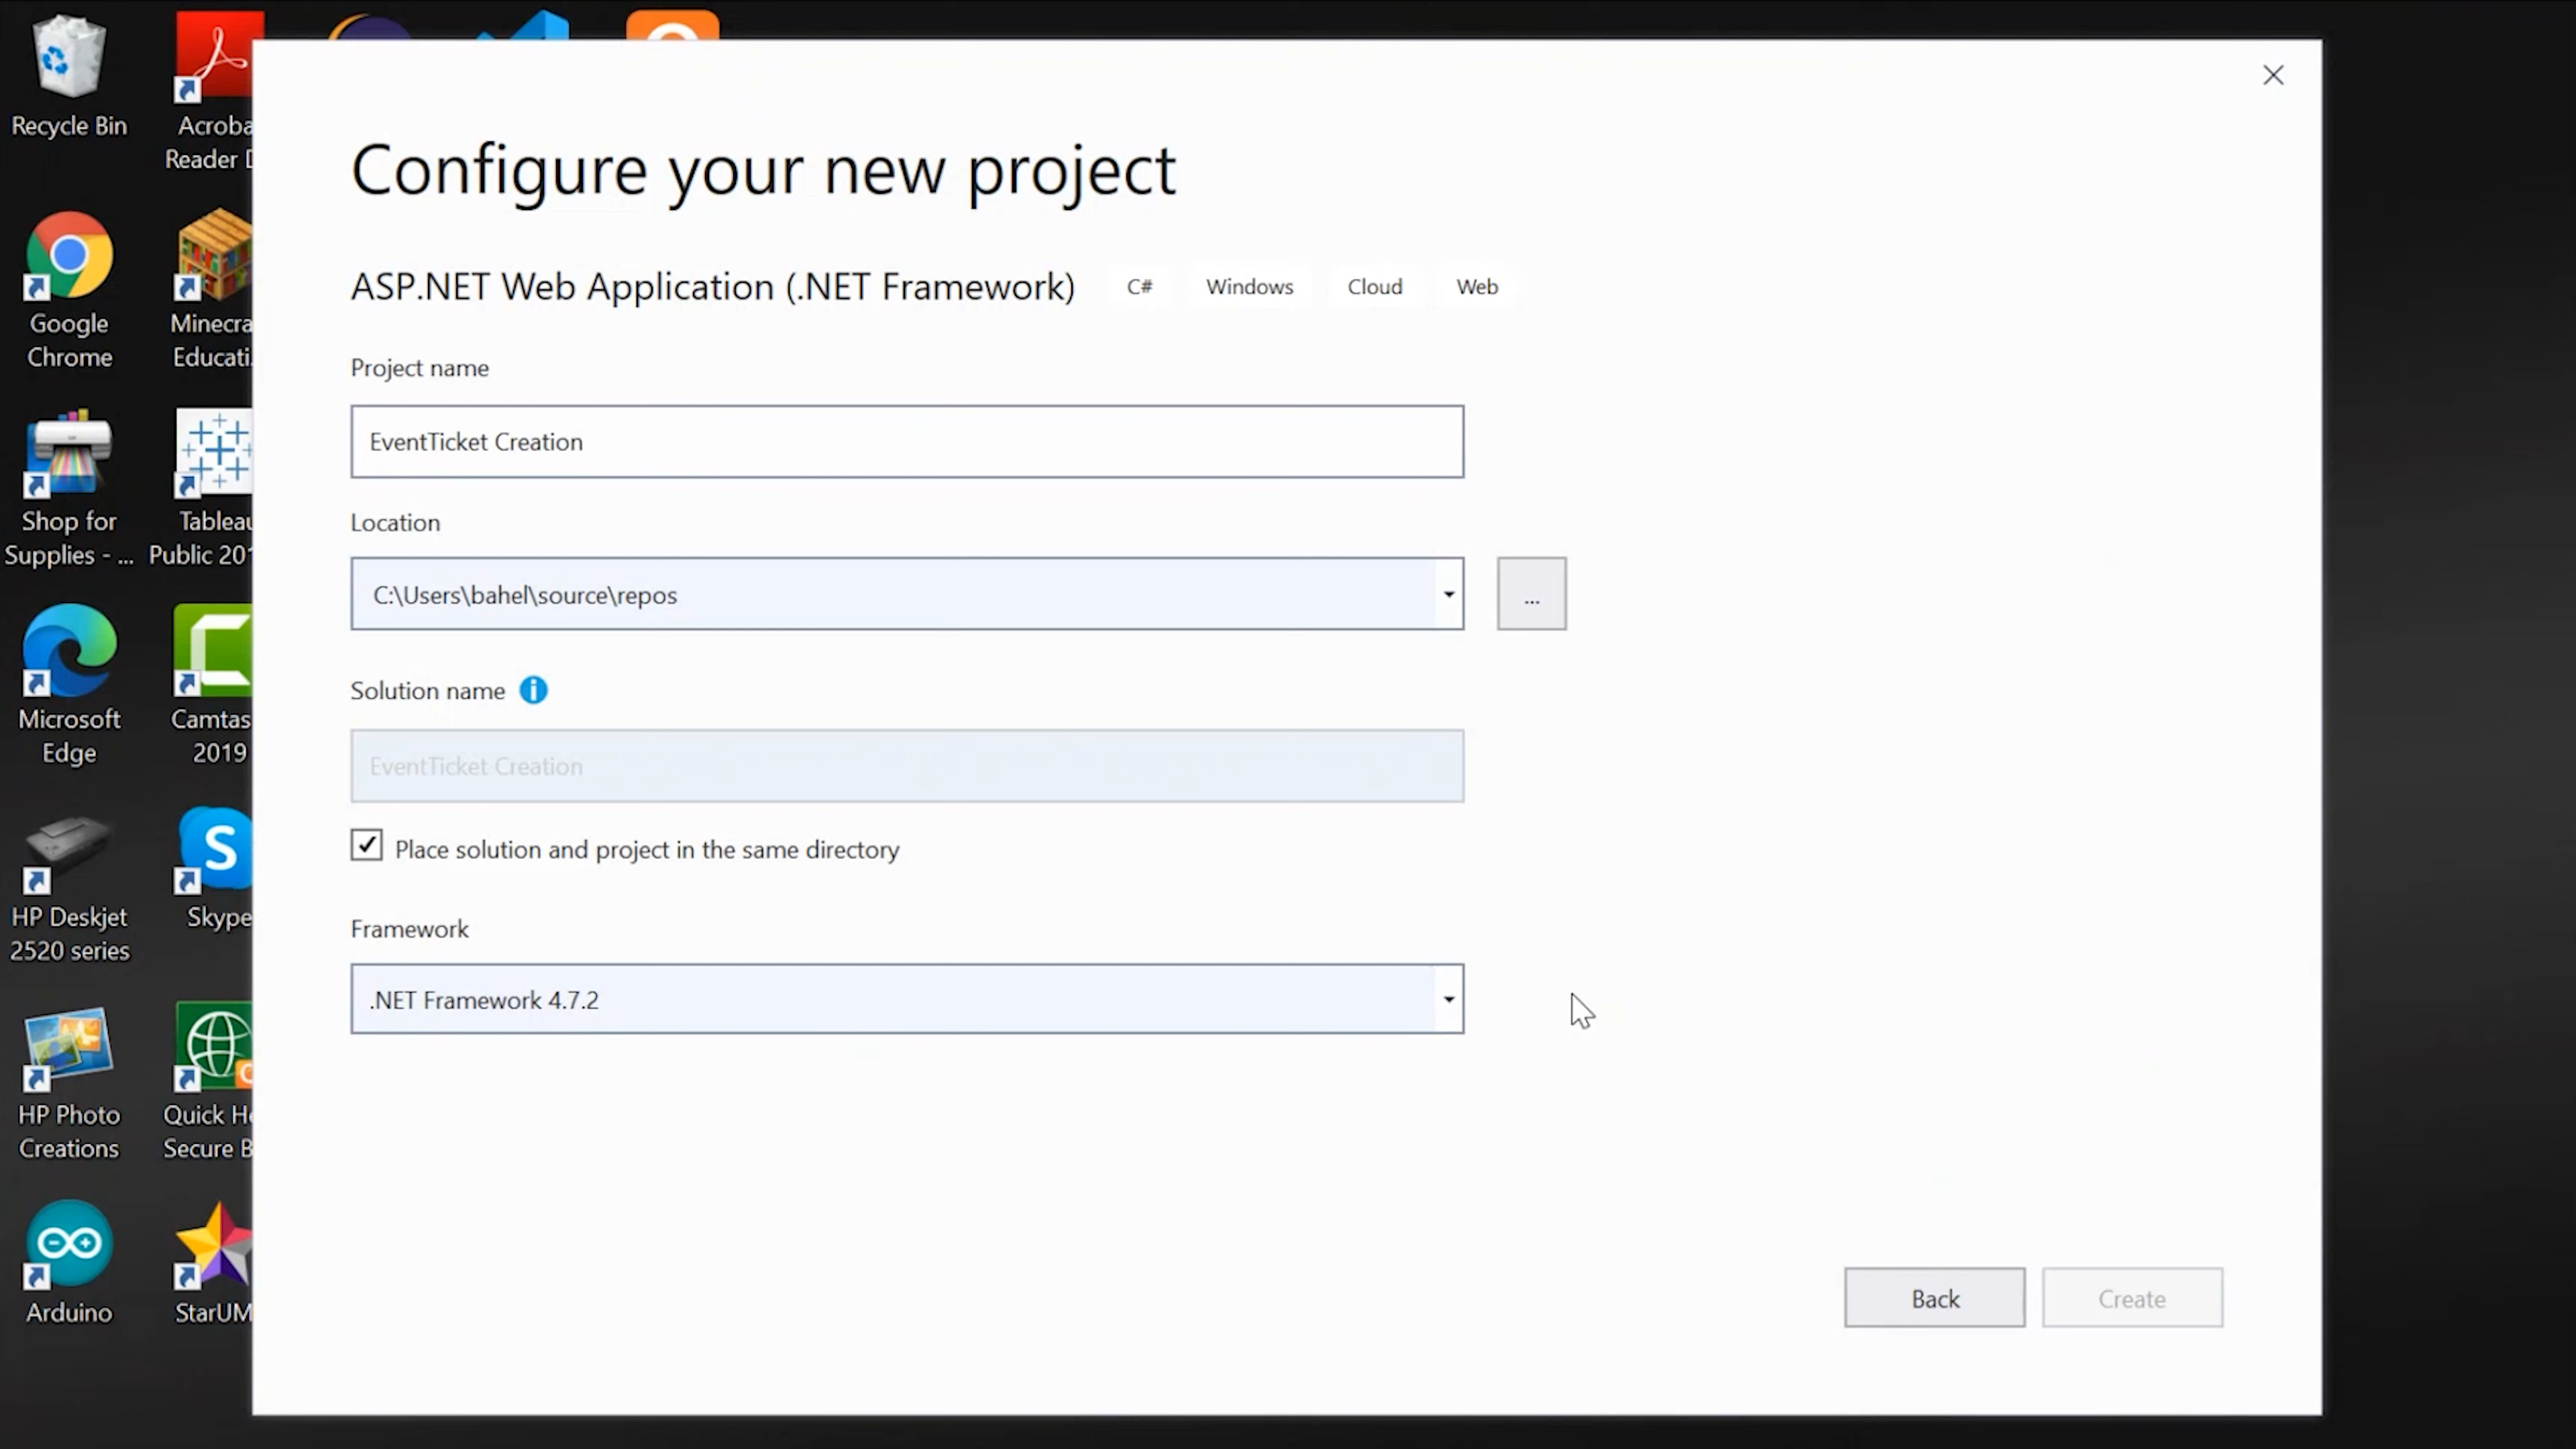 Recycle Bin
Acroba
Reader D
Google
Chrome
Minecra
Educati.
Shop for
Supplies - ...
Tableau
Public 201
Microsoft
Edge
Camtas
2019
HP Deskjet
2520 series
Skype
HP Photo
Creations
Quick He
Secure B
Arduino
StarUM
Configure your new project
ASP.NET Web Application (.NET Framework)
C#
Windows
Cloud
Web
Project name
EventTicket Creation
Location
C:\Users\bahel\source\repos
...
Solution name
EventTicket Creation
Place solution and project in the same directory
Framework
.NET Framework 4.7.2
Back
Create